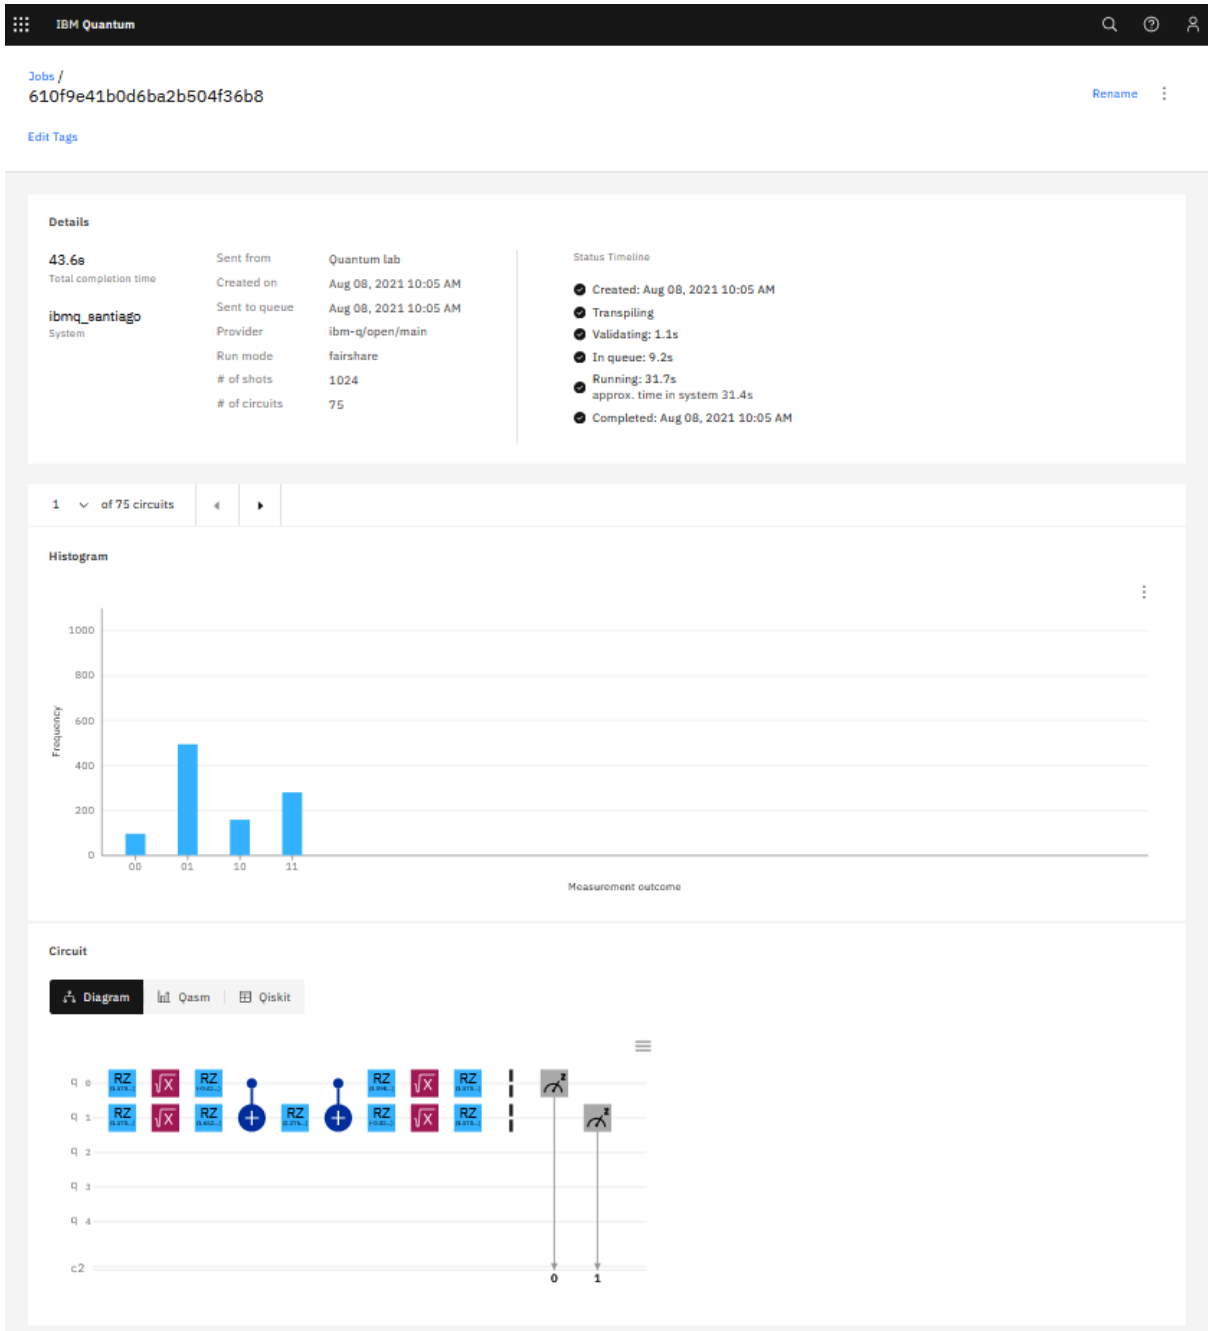 IBM Quantum
Jobs /
610f9e41b0d6ba2b504f36b8
Rename
Edit Tags
Details
43.6s
Total completion time
ibmq_santiago
System
Sent from Quantum lab
Created on Aug 08, 2021 10:05 AM
Sent to queue Aug 08, 2021 10:05 AM
Provider ibm-q/open/main
Run mode fairshare
# of shots 1024
# of circuits 75
Status Timeline
Created: Aug 08, 2021 10:05 AM
Transpiling
Validating: 1.1s
In queue: 9.2s
Running: 31.7s
approx. time in system 31.4s
Completed: Aug 08, 2021 10:05 AM
1 of 75 circuits
Histogram
1000
800
600
400
200
0
Frequency
00 01 10 11
Measurement outcome
Circuit
Diagram Qasm Qiskit
q 0 RZ √X RZ RZ √X RZ z
q 1 RZ √X RZ + RZ + RZ √X RZ z
q 2
q 3
q 4
c2
0 1